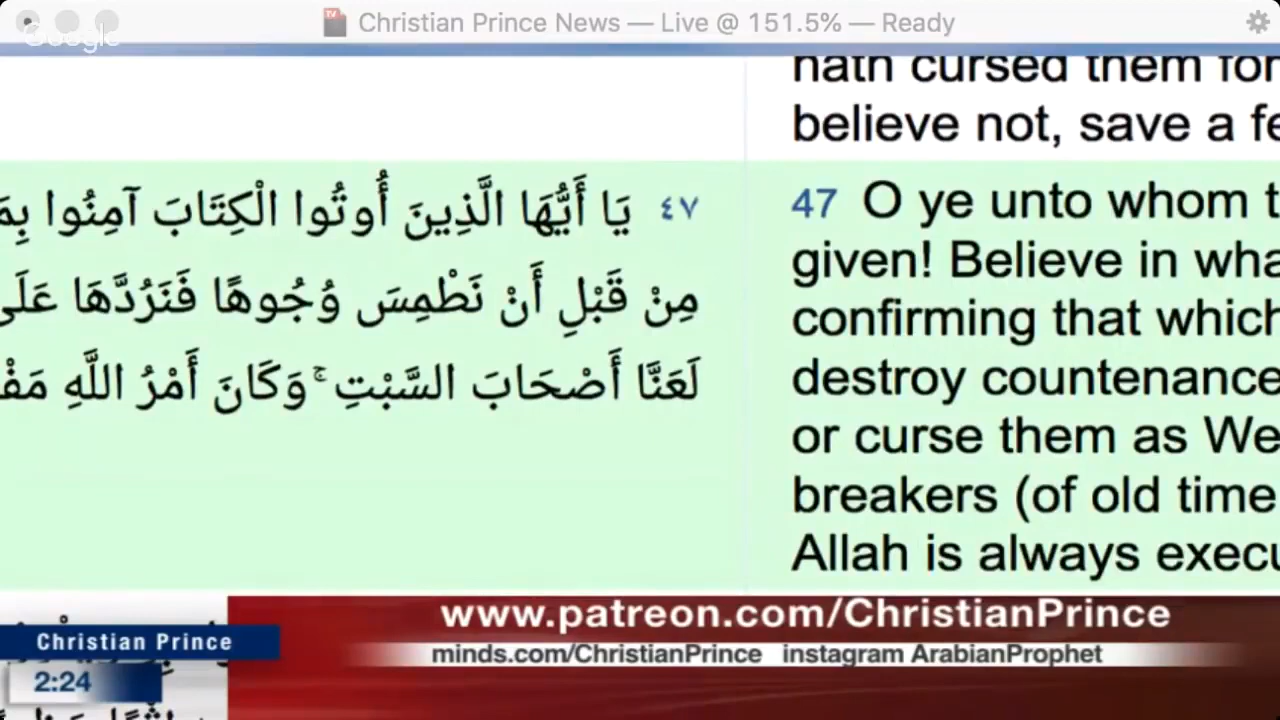 Christian Prince News — Live @ 151.5% — Ready
Google
hath cursed them for
believe not, save a fe
٤٧ يَا أَيُّهَا الَّذِينَ أُوتُوا الْكِتَابَ آمِنُوا بِمَ
مِنْ قَبْلِ أَنْ نَطْمِسَ وُجُوهًا فَنَرُدَّهَا عَلَى
لَعَنَّا أَصْحَابَ السَّبْتِ ۚ وَكَانَ أَمْرُ اللَّهِ مَفْ
47 O ye unto whom t
given! Believe in wha
confirming that which
destroy countenance
or curse them as We
breakers (of old time
Allah is always execu
www.patreon.com/ChristianPrince
Christian Prince
minds.com/ChristianPrince instagram ArabianProphet
2:24